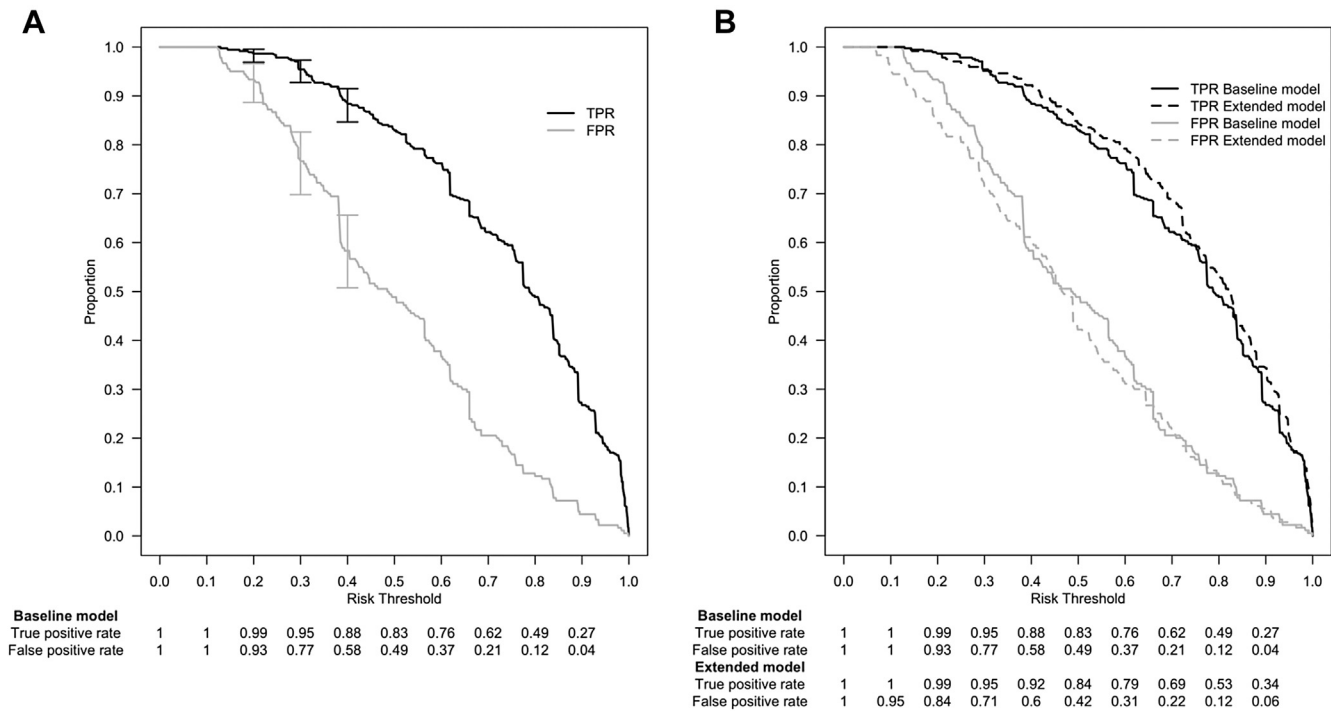 A
1.0
0.9
0.8
0.7
0.6
0.5
0.4
0.3
0.2
0.1
0.0
Proportion
TPR
FPR
0.0 0.1 0.2 0.3 0.4 0.5 0.6 0.7 0.8 0.9 1.0
Risk Threshold
Baseline model
True positive rate 1 1 0.99 0.95 0.88 0.83 0.76 0.62 0.49 0.27
False positive rate 1 1 0.93 0.77 0.58 0.49 0.37 0.21 0.12 0.04
B
1.0
0.9
0.8
0.7
0.6
0.5
0.4
0.3
0.2
0.1
0.0
Proportion
TPR Baseline model
TPR Extended model
FPR Baseline model
FPR Extended model
0.0 0.1 0.2 0.3 0.4 0.5 0.6 0.7 0.8 0.9 1.0
Risk Threshold
Baseline model
True positive rate 1 1 0.99 0.95 0.88 0.83 0.76 0.62 0.49 0.27
False positive rate 1 1 0.93 0.77 0.58 0.49 0.37 0.21 0.12 0.04
Extended model
True positive rate 1 1 0.99 0.95 0.92 0.84 0.79 0.69 0.53 0.34
False positive rate 1 0.95 0.84 0.71 0.6 0.42 0.31 0.22 0.12 0.06